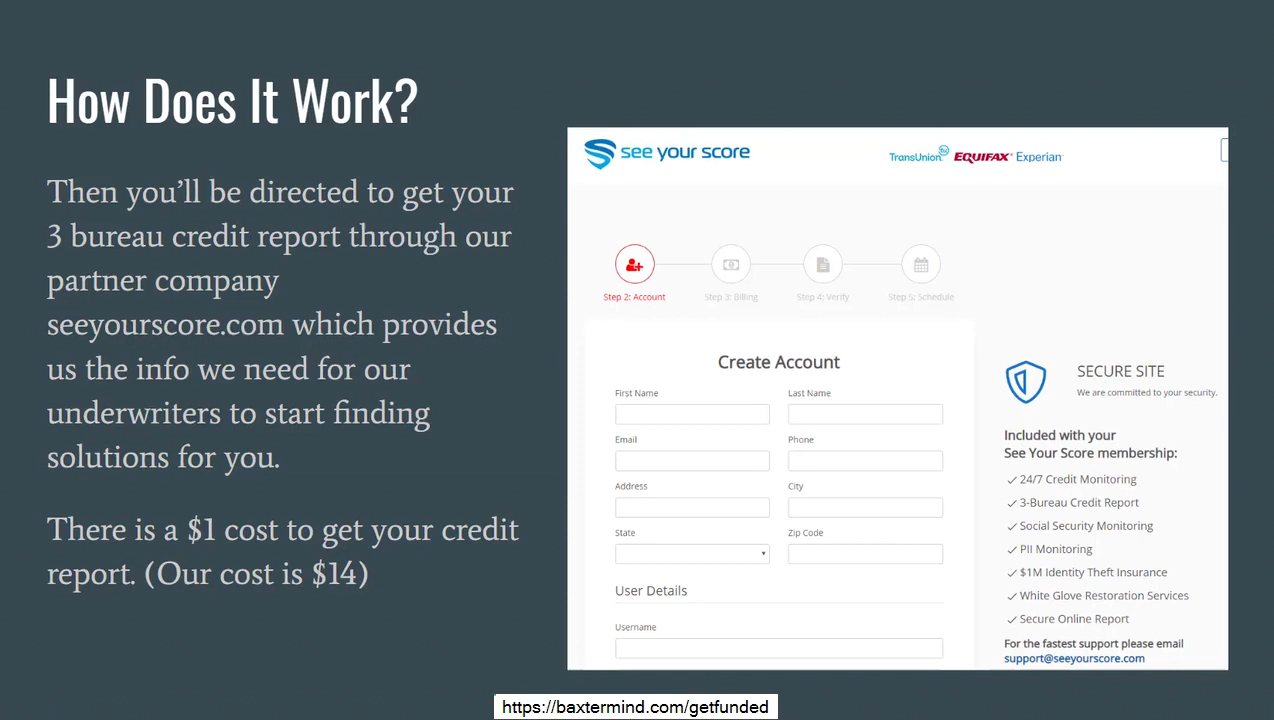 How Does It Work?
Then you'll be directed to get your
3 bureau credit report through our
partner company
seeyourscore.com which provides
us the info we need for our
underwriters to start finding
solutions for you.
There is a $1 cost to get your credit
report. (Our cost is $14)
see your score
TransUnion tu EQUIFAX Experian
Step 2: Account
Step 3: Billing
Step 4: Verify
Step 5: Schedule
Create Account
First Name
Last Name
Email
Phone
Address
City
State
Zip Code
User Details
Username
SECURE SITE
We are committed to your security.
Included with your
See Your Score membership:
24/7 Credit Monitoring
3-Bureau Credit Report
Social Security Monitoring
PII Monitoring
$1M Identity Theft Insurance
White Glove Restoration Services
Secure Online Report
For the fastest support please email
support@seeyourscore.com
https://baxtermind.com/getfunded